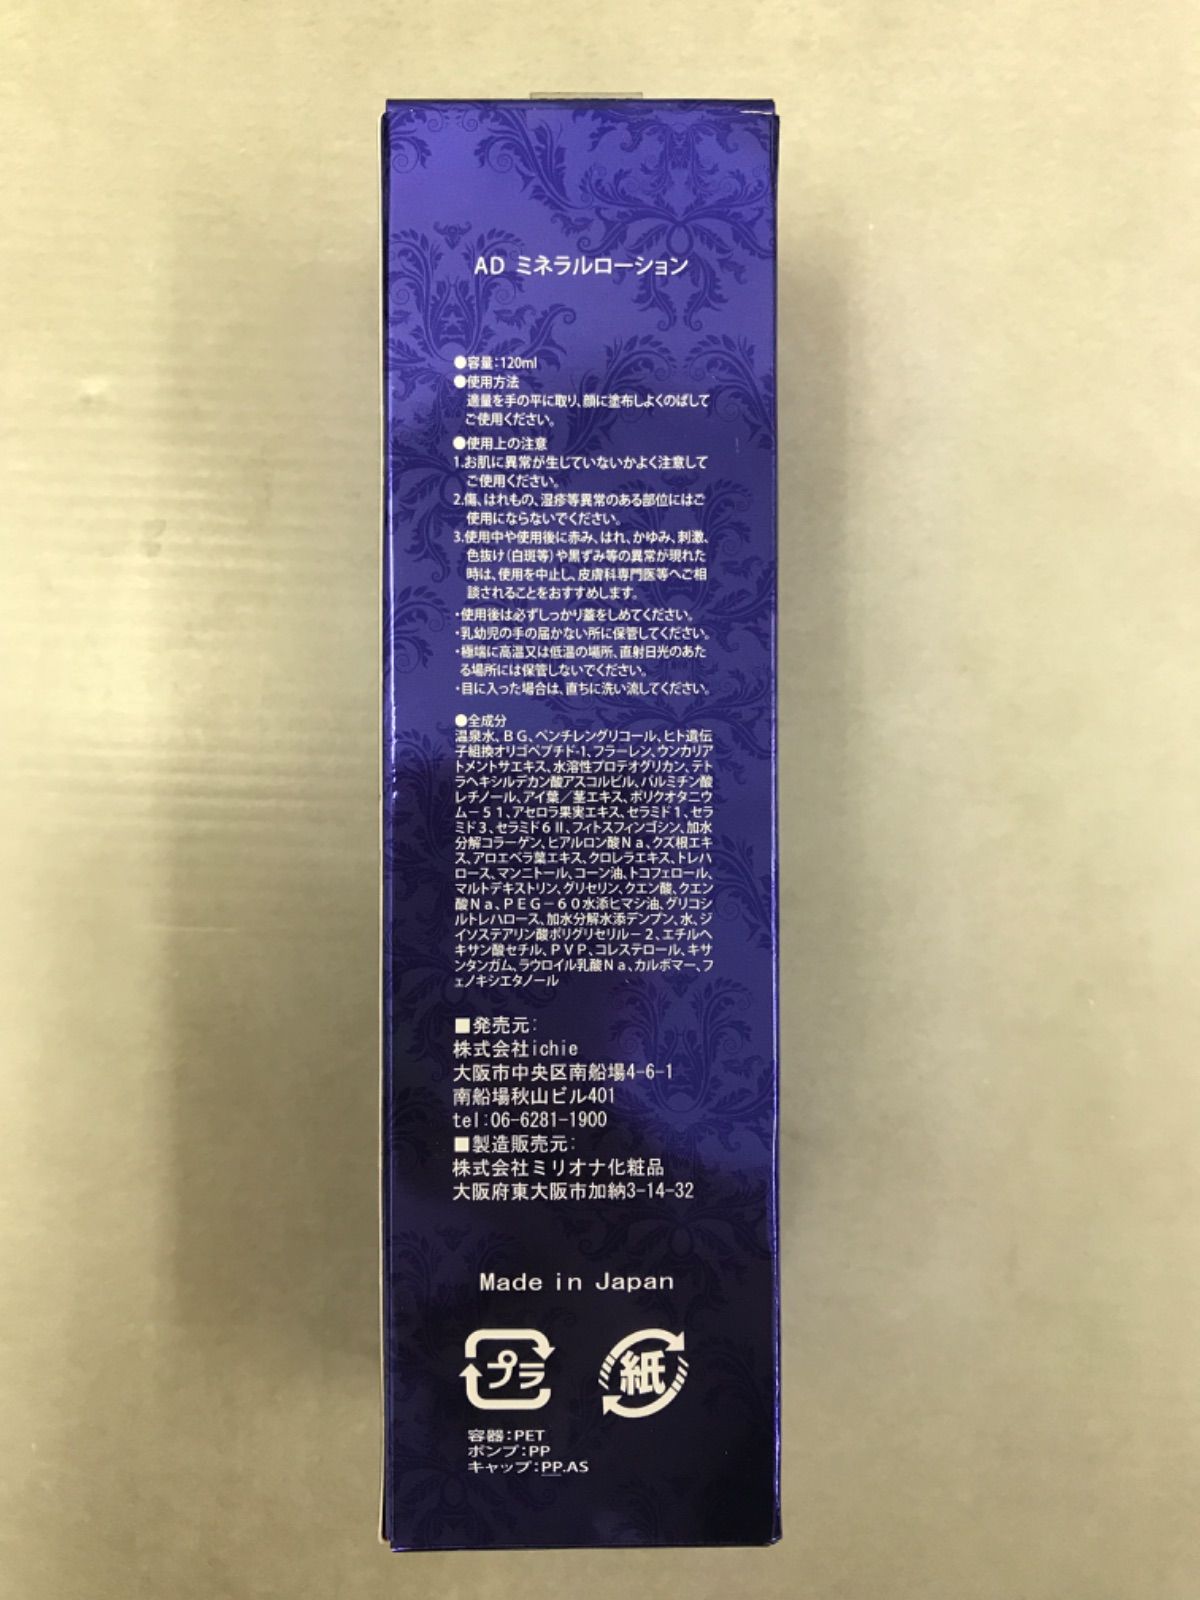 AD ミネラルローション
●容量:120ml
●使用方法
適量を手の平に取り、顔に塗布しよくのばして
ご使用ください。
●使用上の注意
1.お肌に異常が生じていないかよく注意して
ご使用ください。
2.傷、はれもの、湿疹等異常のある部位にはご
使用にならないでください。
3.使用中や使用後に赤み、はれ、かゆみ、刺激、
色抜け(白斑等)や黒ずみ等の異常が現れた
時は、使用を中止し、皮膚科専門医等へご相
談されることをおすすめします。
・使用後は必ずしっかり蓋をしめてください。
・乳幼児の手の届かない所に保管してください。
・極端に高温又は低温の場所、直射日光のあた
る場所には保管しないでください。
・目に入った場合は、直ちに洗い流してください。
●全成分
温泉水、BG、ペンチレングリコール、ヒト遺伝
子組換オリゴペプチド-1、フラーレン、ウンカリア
トメントサエキス、水溶性プロテオグリカン、テト
ラヘキシルデカン酸アスコルビル、パルミチン酸
レチノール、アイ葉/茎エキス、ポリクオタニウ
ム-51、アセロラ果実エキス、セラミド1、セラ
ミド3、セラミド6Ⅱ、フィトスフィンゴシン、加水
分解コラーゲン、ヒアルロン酸Na、クズ根エキ
ス、アロエベラ葉エキス、クロレラエキス、トレハ
ロース、マンニトール、コーン油、トコフェロール、
マルトデキストリン、グリセリン、クエン酸、クエン
酸Na、PEG-60水添ヒマシ油、グリコシ
ルトレハロース、加水分解水添デンプン、水、ジ
イソステアリン酸ポリグリセリル-2、エチルヘ
キサン酸セチル、PVP、コレステロール、キサ
ンタンガム、ラウロイル乳酸Na、カルボマー、フ
ェノキシエタノール
■発売元:
株式会社ichie
大阪市中央区南船場4-6-1
南船場秋山ビル401
tel:06-6281-1900
■製造販売元:
株式会社ミリオナ化粧品
大阪府東大阪市加納3-14-32
Made in Japan
プラ 紙
容器:PET
ポンプ:PP
キャップ:PP.AS